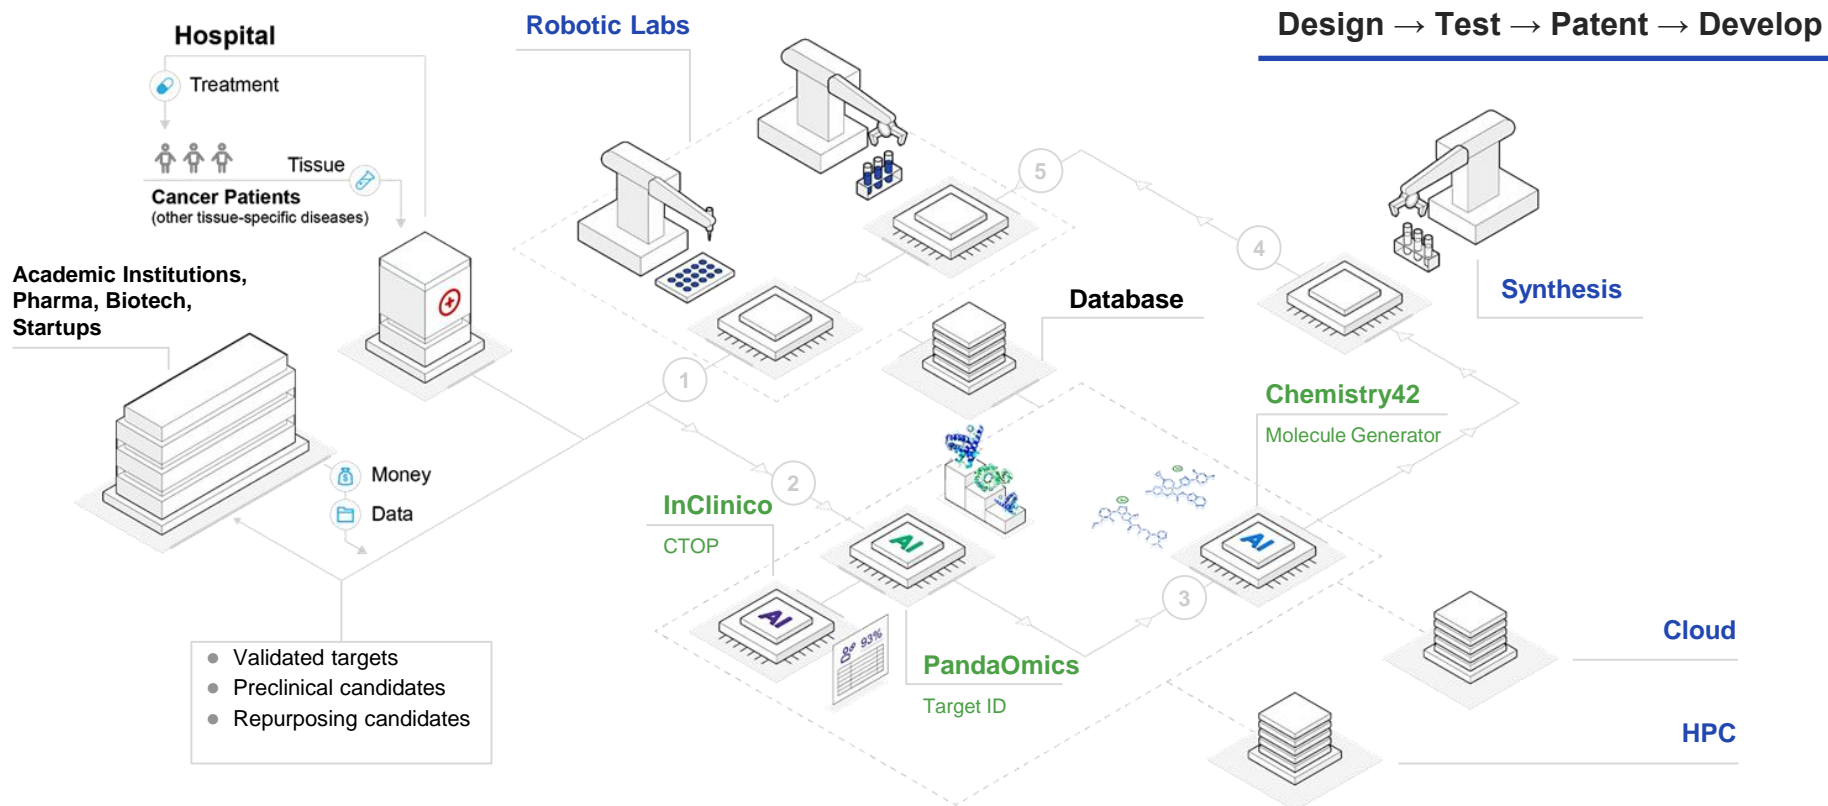 Design → Test → Patent → Develop
Hospital
Treatment
Tissue
Cancer Patients
(other tissue-specific diseases)
Robotic Labs
Academic Institutions,
Pharma, Biotech,
Startups
Money
Data
● Validated targets
● Preclinical candidates
● Repurposing candidates
1
2
3
4
5
Database
Synthesis
Chemistry42
Molecule Generator
InClinico
CTOP
AI
AI
AI
93%
PandaOmics
Target ID
Cloud
HPC